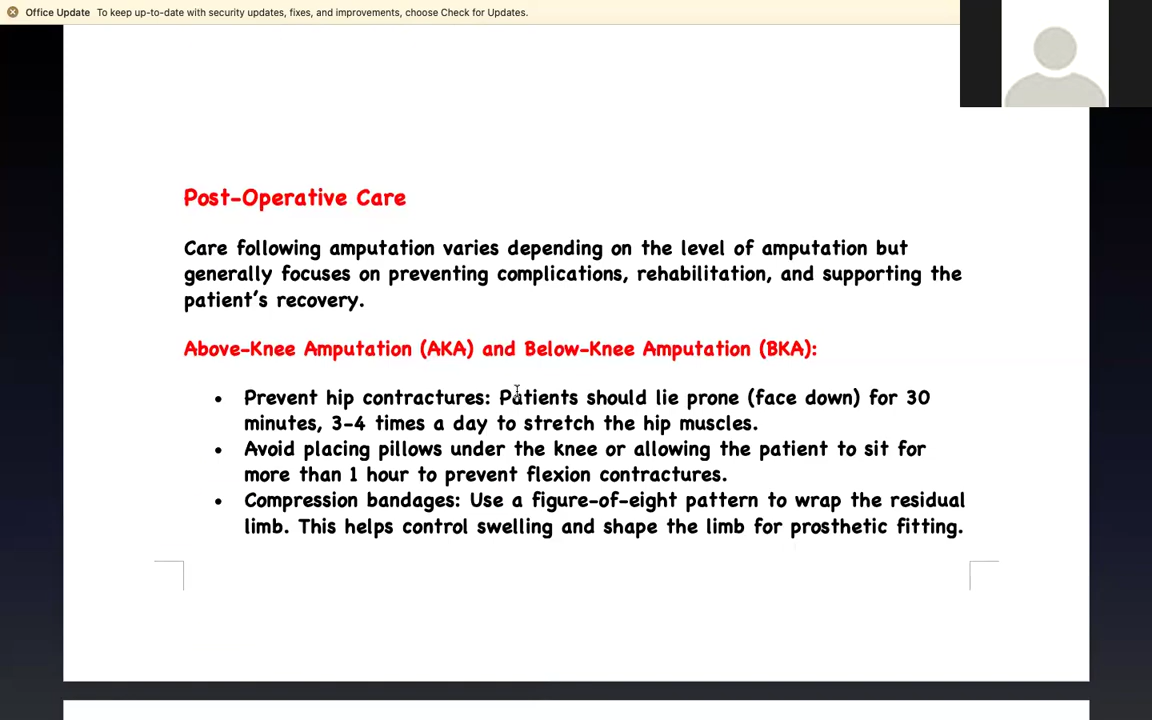 Office Update To keep up-to-date with security updates, fixes, and improvements, choose Check for Updates.
Post-Operative Care
Care following amputation varies depending on the level of amputation but
generally focuses on preventing complications, rehabilitation, and supporting the
patient's recovery.
Above-Knee Amputation (AKA) and Below-Knee Amputation (BKA):
• Prevent hip contractures: Patients should lie prone (face down) for 30
minutes, 3-4 times a day to stretch the hip muscles.
• Avoid placing pillows under the knee or allowing the patient to sit for
more than 1 hour to prevent flexion contractures.
• Compression bandages: Use a figure-of-eight pattern to wrap the residual
limb. This helps control swelling and shape the limb for prosthetic fitting.